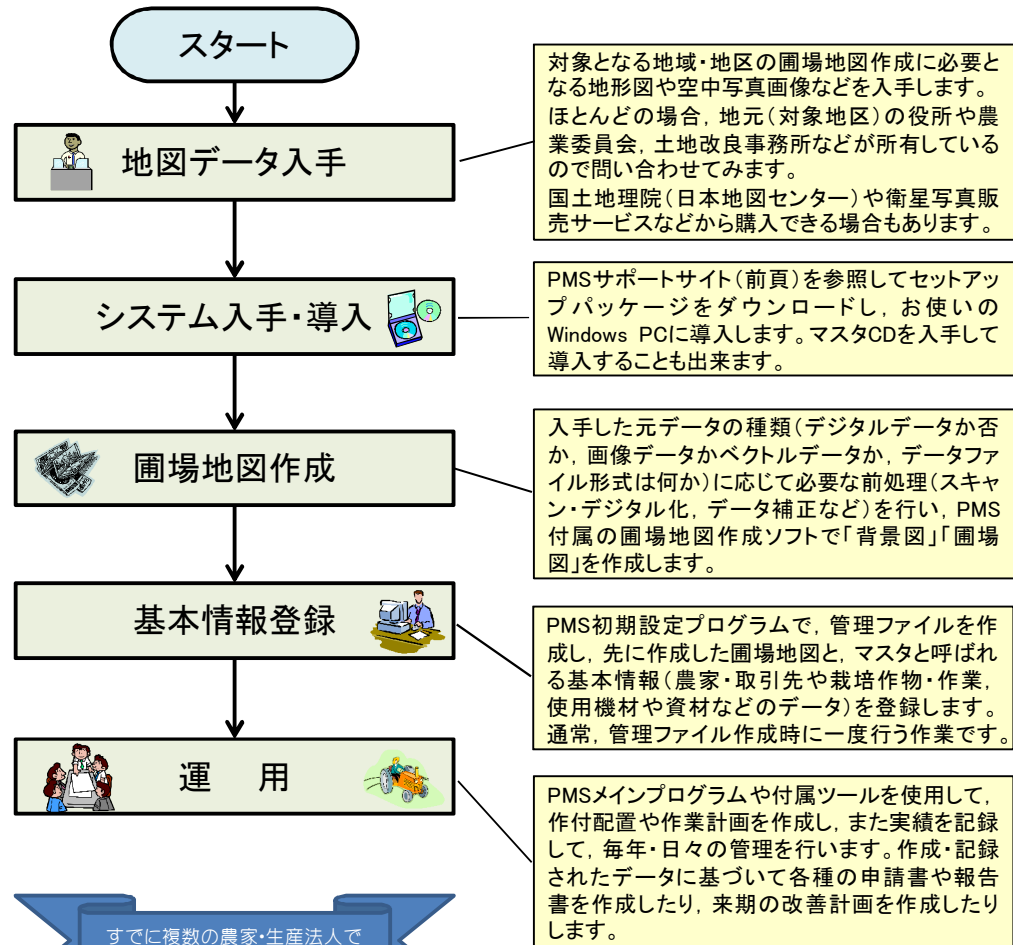 スタート
地図データ入手
対象となる地域・地区の圃場地図作成に必要と
なる地形図や空中写真画像などを入手します。
ほとんどの場合，地元（対象地区）の役所や農
業委員会，土地改良事務所などが所有している
ので問い合わせてみます。
国土地理院（日本地図センター）や衛星写真販
売サービスなどから購入できる場合もあります。
システム入手・導入
PMSサポートサイト（前頁）を参照してセットアッ
プパッケージをダウンロードし，お使いの
Windows PCに導入します。マスタCDを入手して
導入することも出来ます。
圃場地図作成
入手した元データの種類（デジタルデータか否
か，画像データかベクトルデータか，データファ
イル形式は何か）に応じて必要な前処理（スキャ
ン・デジタル化，データ補正など）を行い，PMS
付属の圃場地図作成ソフトで「背景図」「圃場
図」を作成します。
基本情報登録
PMS初期設定プログラムで，管理ファイルを作
成し，先に作成した圃場地図と，マスタと呼ばれ
る基本情報（農家・取引先や栽培作物・作業，
使用機材や資材などのデータ）を登録します。
通常，管理ファイル作成時に一度行う作業です。
運　用
PMSメインプログラムや付属ツールを使用して，
作付配置や作業計画を作成し，また実績を記録
して，毎年・日々の管理を行います。作成・記録
されたデータに基づいて各種の申請書や報告
書を作成したり，来期の改善計画を作成したり
します。
すでに複数の農家・生産法人で